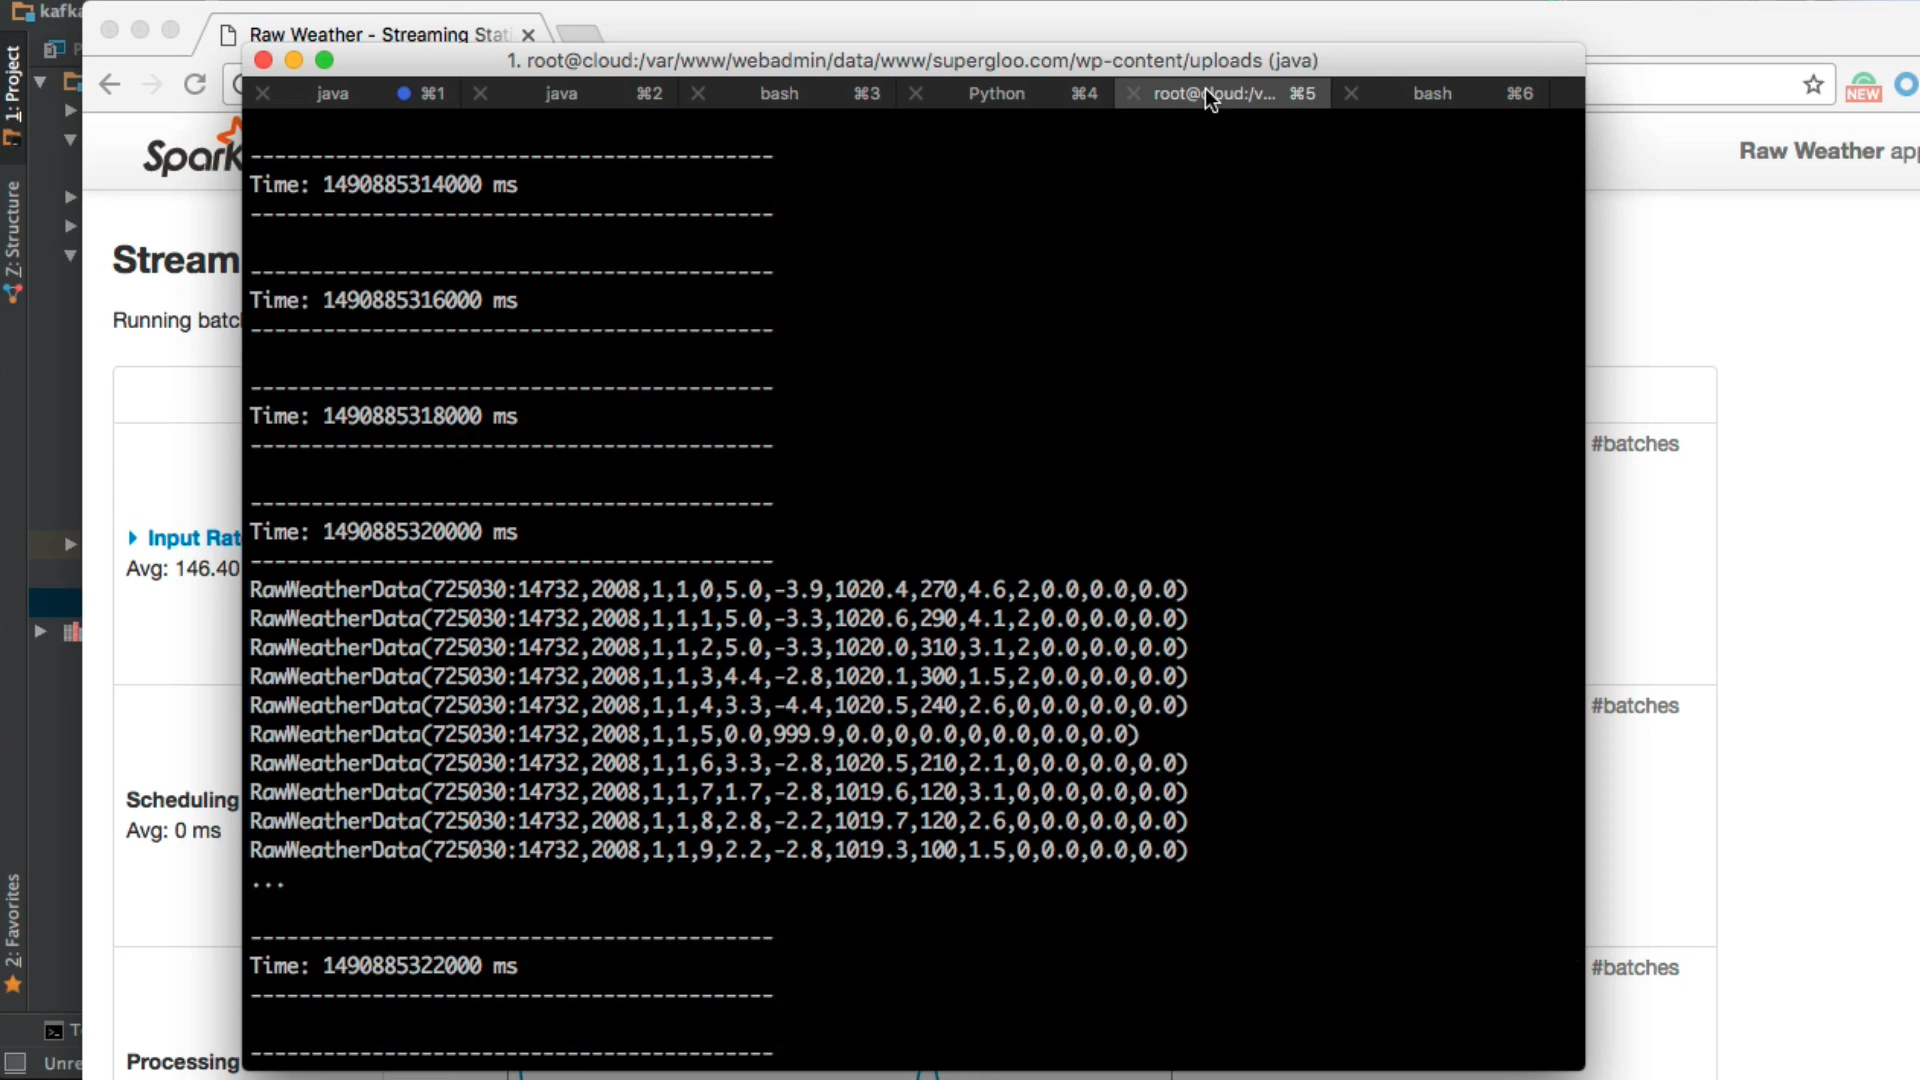 kafka
Raw Weather - Streaming Stati
1. root@cloud:/var/www/webadmin/data/www/supergloo.com/wp-content/uploads (java)
java ⌘1 java ⌘2 bash ⌘3 Python ⌘4 root@cloud:/v... ⌘5 bash ⌘6
NEW
1: Project
Z: Structure
2: Favorites
Spark
Raw Weather app
Stream
Running batch
Input Rat
Avg: 146.40
Scheduling
Avg: 0 ms
Processing
#batches
#batches
#batches
Unre
-------------------------------------------
Time: 1490885314000 ms
-------------------------------------------
-------------------------------------------
Time: 1490885316000 ms
-------------------------------------------
-------------------------------------------
Time: 1490885318000 ms
-------------------------------------------
-------------------------------------------
Time: 1490885320000 ms
-------------------------------------------
RawWeatherData(725030:14732,2008,1,1,0,5.0,-3.9,1020.4,270,4.6,2,0.0,0.0,0.0)
RawWeatherData(725030:14732,2008,1,1,1,5.0,-3.3,1020.6,290,4.1,2,0.0,0.0,0.0)
RawWeatherData(725030:14732,2008,1,1,2,5.0,-3.3,1020.0,310,3.1,2,0.0,0.0,0.0)
RawWeatherData(725030:14732,2008,1,1,3,4.4,-2.8,1020.1,300,1.5,2,0.0,0.0,0.0)
RawWeatherData(725030:14732,2008,1,1,4,3.3,-4.4,1020.5,240,2.6,0,0.0,0.0,0.0)
RawWeatherData(725030:14732,2008,1,1,5,0.0,999.9,0.0,0,0.0,0,0.0,0.0,0.0)
RawWeatherData(725030:14732,2008,1,1,6,3.3,-2.8,1020.5,210,2.1,0,0.0,0.0,0.0)
RawWeatherData(725030:14732,2008,1,1,7,1.7,-2.8,1019.6,120,3.1,0,0.0,0.0,0.0)
RawWeatherData(725030:14732,2008,1,1,8,2.8,-2.2,1019.7,120,2.6,0,0.0,0.0,0.0)
RawWeatherData(725030:14732,2008,1,1,9,2.2,-2.8,1019.3,100,1.5,0,0.0,0.0,0.0)
...
-------------------------------------------
Time: 1490885322000 ms
-------------------------------------------
-------------------------------------------